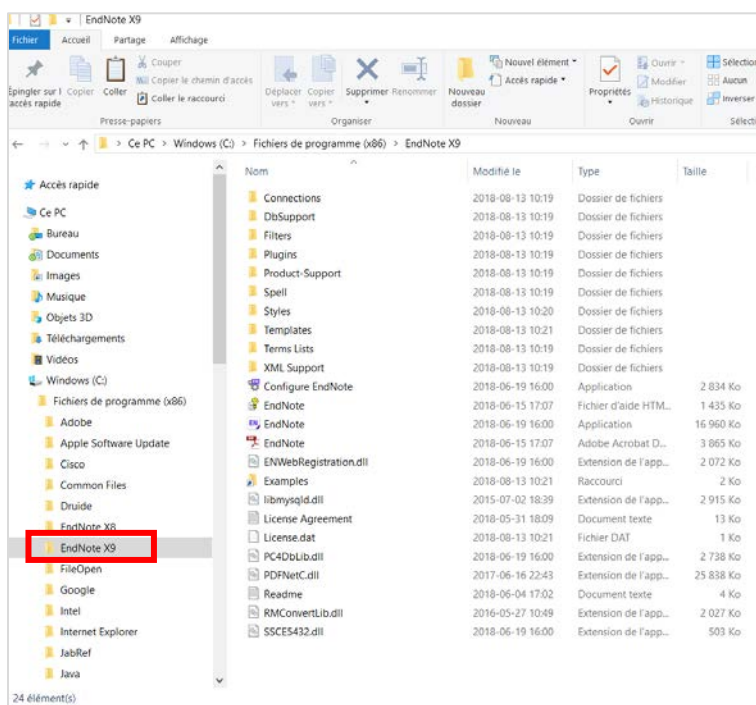 EndNote X9
Fichier Accueil Partage Affichage
Épingler sur l accès rapide
Copier
Coller
Couper
Copier le chemin d'accès
Coller le raccourci
Presse-papiers
Déplacer vers
Copier vers
Supprimer
Renommer
Organiser
Nouveau dossier
Nouvel élément
Accès rapide
Nouveau
Propriétés
Ouvrir
Modifier
Historique
Ouvrir
Sélection
Aucun
Inverser
Sélecti
> Ce PC > Windows (C:) > Fichiers de programme (x86) > EndNote X9
Accès rapide
Ce PC
Bureau
Documents
Images
Musique
Objets 3D
Téléchargements
Vidéos
Windows (C:)
Fichiers de programme (x86)
Adobe
Apple Software Update
Cisco
Common Files
Druide
EndNote X8
EndNote X9
FileOpen
Google
Intel
Internet Explorer
JabRef
Java
Nom Modifié le Type Taille
Connections 2018-08-13 10:19 Dossier de fichiers
DbSupport 2018-08-13 10:19 Dossier de fichiers
Filters 2018-08-13 10:19 Dossier de fichiers
Plugins 2018-08-13 10:19 Dossier de fichiers
Product-Support 2018-08-13 10:19 Dossier de fichiers
Spell 2018-08-13 10:19 Dossier de fichiers
Styles 2018-08-13 10:20 Dossier de fichiers
Templates 2018-08-13 10:21 Dossier de fichiers
Terms Lists 2018-08-13 10:19 Dossier de fichiers
XML Support 2018-08-13 10:19 Dossier de fichiers
Configure EndNote 2018-06-19 16:00 Application 2 834 Ko
EndNote 2018-06-15 17:07 Fichier d'aide HTM... 1 435 Ko
EndNote 2018-06-19 16:00 Application 16 960 Ko
EndNote 2018-06-15 17:07 Adobe Acrobat D... 3 865 Ko
ENWebRegistration.dll 2018-06-19 16:00 Extension de l'app... 2 072 Ko
Examples 2018-08-13 10:21 Raccourci 2 Ko
libmysqld.dll 2015-07-02 18:39 Extension de l'app... 2 915 Ko
License Agreement 2018-05-31 18:09 Document texte 13 Ko
License.dat 2018-08-13 10:21 Fichier DAT 1 Ko
PC4DbLib.dll 2018-06-19 16:00 Extension de l'app... 2 738 Ko
PDFNetC.dll 2017-06-16 22:43 Extension de l'app... 25 838 Ko
Readme 2018-06-04 17:02 Document texte 4 Ko
RMConvertLib.dll 2016-05-27 10:49 Extension de l'app... 2 027 Ko
SSCE5432.dll 2018-06-19 16:00 Extension de l'app... 503 Ko
24 élément(s)